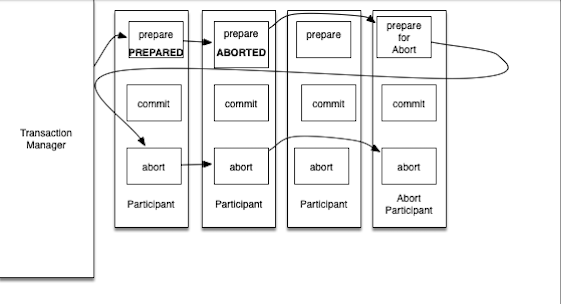 prepare
PREPARED
prepare
ABORTED
prepare
prepare
for
Abort
commit
commit
commit
commit
Transaction
Manager
abort
abort
abort
abort
Participant
Participant
Participant
Abort
Participant